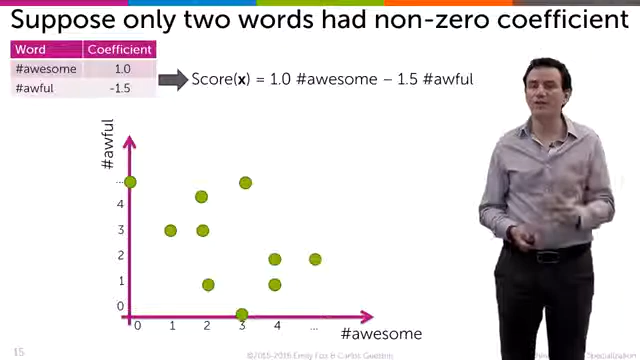 Suppose only two words had non-zero coefficient
Word Coefficient
#awesome 1.0
#awful -1.5
Score(x) = 1.0 #awesome – 1.5 #awful
#awful
...
4
3
2
1
0
0 1 2 3 4 ...
#awesome
15
©2015-2016 Emily Fox & Carlos Guestrin
Specialization